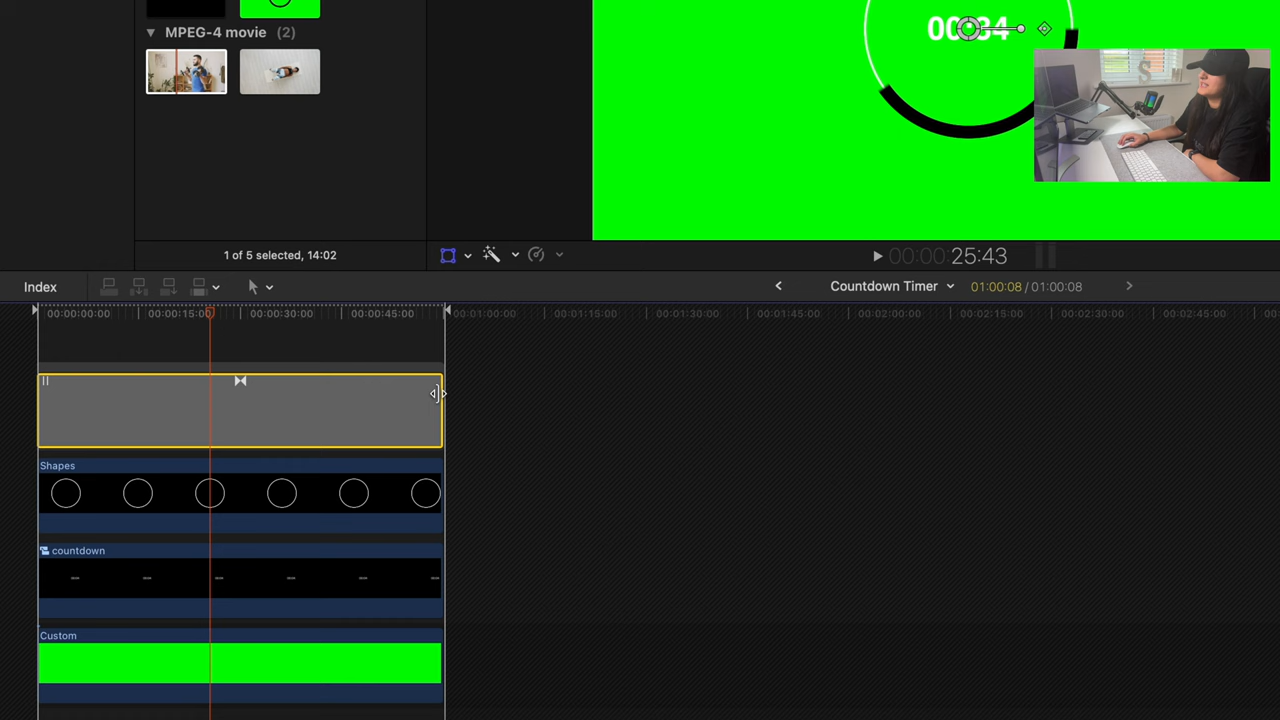 00:34
MPEG-4 movie (2)
1 of 5 selected, 14:02
00:00:25:43
Index
Countdown Timer
01:00:08 / 01:00:08
00:00:00:00
00:00:15:00
00:00:30:00
00:00:45:00
00:01:00:00
00:01:15:00
00:01:30:00
00:01:45:00
00:02:00:00
00:02:15:00
00:02:30:00
00:02:45:00
Shapes
countdown
Custom